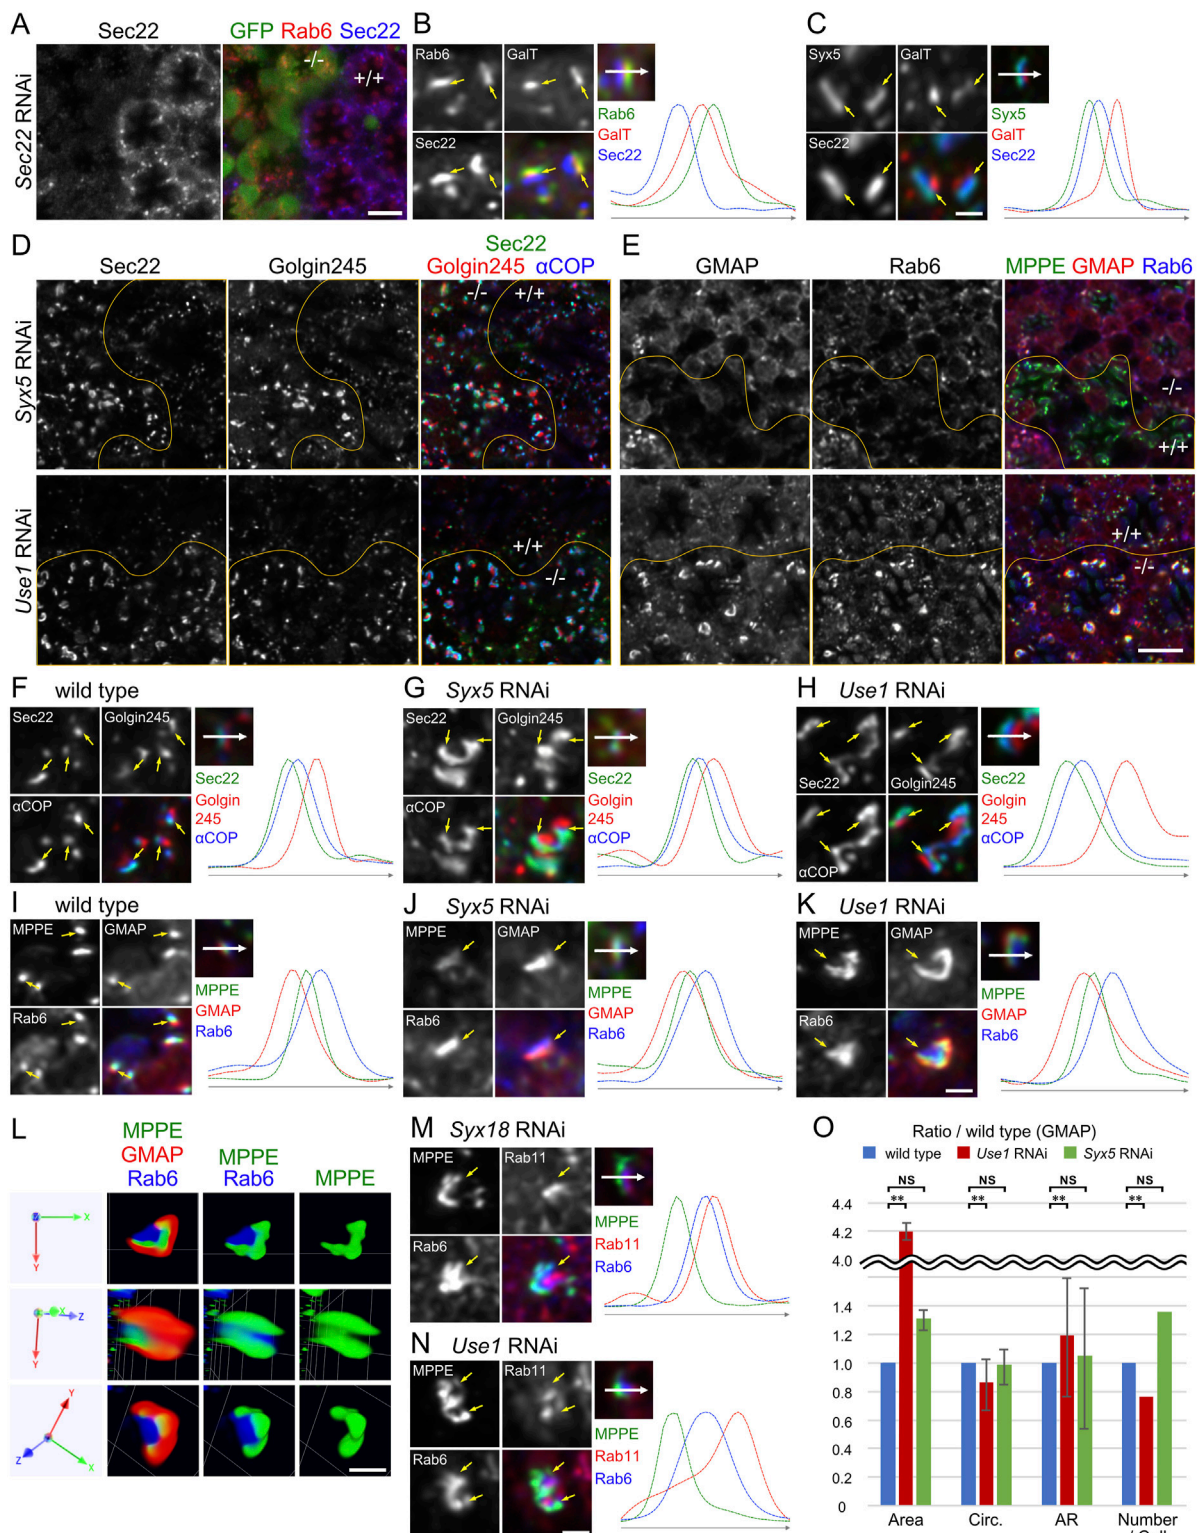 A
Sec22
GFP Rab6 Sec22
Sec22 RNAi
-/-
+/+
B
Rab6
GalT
Sec22
Rab6
GalT
Sec22
C
Syx5
GalT
Sec22
Syx5
GalT
Sec22
D
Sec22
Golgin245
Sec22
Golgin245 αCOP
Syx5 RNAi
-/-
+/+
Use1 RNAi
+/+
-/-
E
GMAP
Rab6
MPPE GMAP Rab6
-/-
+/+
+/+
-/-
F wild type
Sec22
Golgin245
αCOP
Sec22
Golgin
245
αCOP
G Syx5 RNAi
Sec22
Golgin245
αCOP
Sec22
Golgin
245
αCOP
H Use1 RNAi
Sec22
Golgin245
αCOP
Sec22
Golgin
245
αCOP
I wild type
MPPE
GMAP
Rab6
MPPE
GMAP
Rab6
J Syx5 RNAi
MPPE
GMAP
Rab6
MPPE
GMAP
Rab6
K Use1 RNAi
MPPE
GMAP
Rab6
MPPE
GMAP
Rab6
L
MPPE
GMAP
Rab6
MPPE
Rab6
MPPE
Z
X
Y
X
Z
Y
Y
Z
X
M Syx18 RNAi
MPPE
Rab11
Rab6
MPPE
Rab11
Rab6
N Use1 RNAi
MPPE
Rab11
Rab6
MPPE
Rab11
Rab6
O
Ratio / wild type (GMAP)
wild type Use1 RNAi Syx5 RNAi
NS NS NS NS
** ** ** **
4.4
4.2
4.0
1.4
1.2
1.0
0.8
0.6
0.4
0.2
0
Area Circ. AR Number